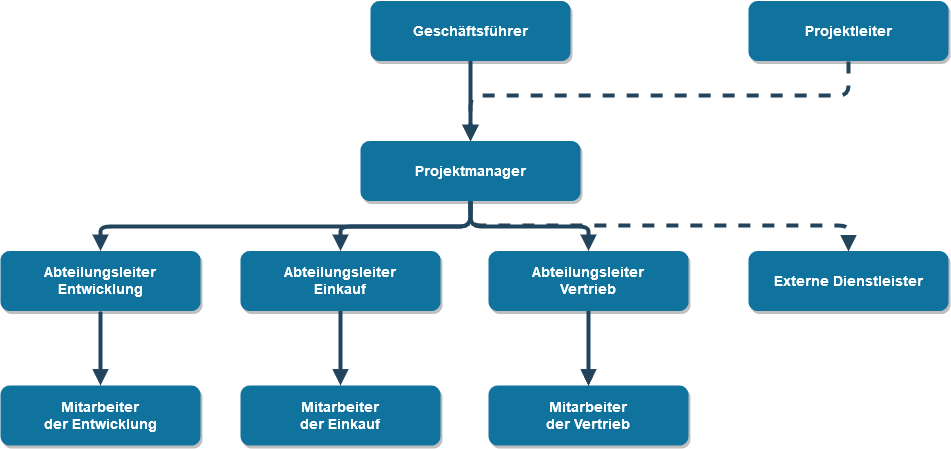 Geschäftsführer
Projektleiter
Projektmanager
Abteilungsleiter
Entwicklung
Abteilungsleiter
Einkauf
Abteilungsleiter
Vertrieb
Externe Dienstleister
Mitarbeiter
der Entwicklung
Mitarbeiter
der Einkauf
Mitarbeiter
der Vertrieb